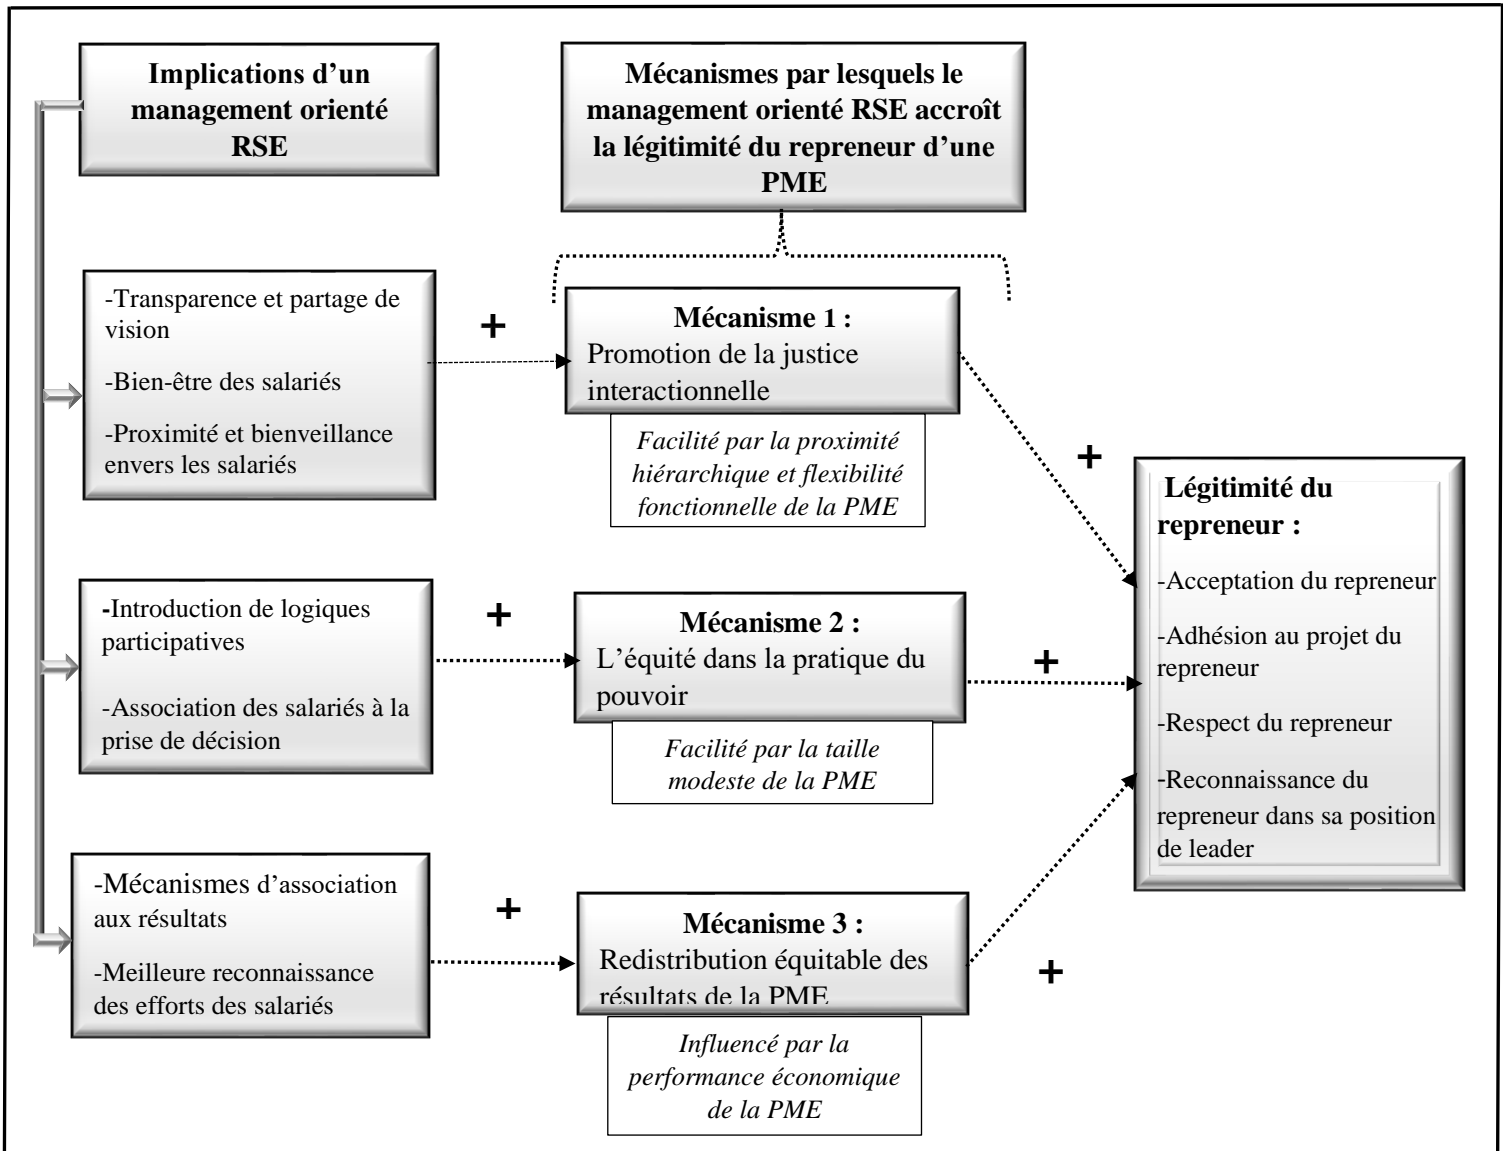 Implications d’un
management orienté
RSE
Mécanismes par lesquels le
management orienté RSE accroît
la légitimité du repreneur d’une
PME
-Transparence et partage de
vision
-Bien-être des salariés
-Proximité et bienveillance
envers les salariés
+
Mécanisme 1 :
Promotion de la justice
interactionnelle
Facilité par la proximité
hiérarchique et flexibilité
fonctionnelle de la PME
+
-Introduction de logiques
participatives
-Association des salariés à la
prise de décision
+
Mécanisme 2 :
L’équité dans la pratique du
pouvoir
Facilité par la taille
modeste de la PME
+
-Mécanismes d’association
aux résultats
-Meilleure reconnaissance
des efforts des salariés
+
Mécanisme 3 :
Redistribution équitable des
résultats de la PME
Influencé par la
performance économique
de la PME
+
Légitimité du
repreneur :
-Acceptation du repreneur
-Adhésion au projet du
repreneur
-Respect du repreneur
-Reconnaissance du
repreneur dans sa position
de leader